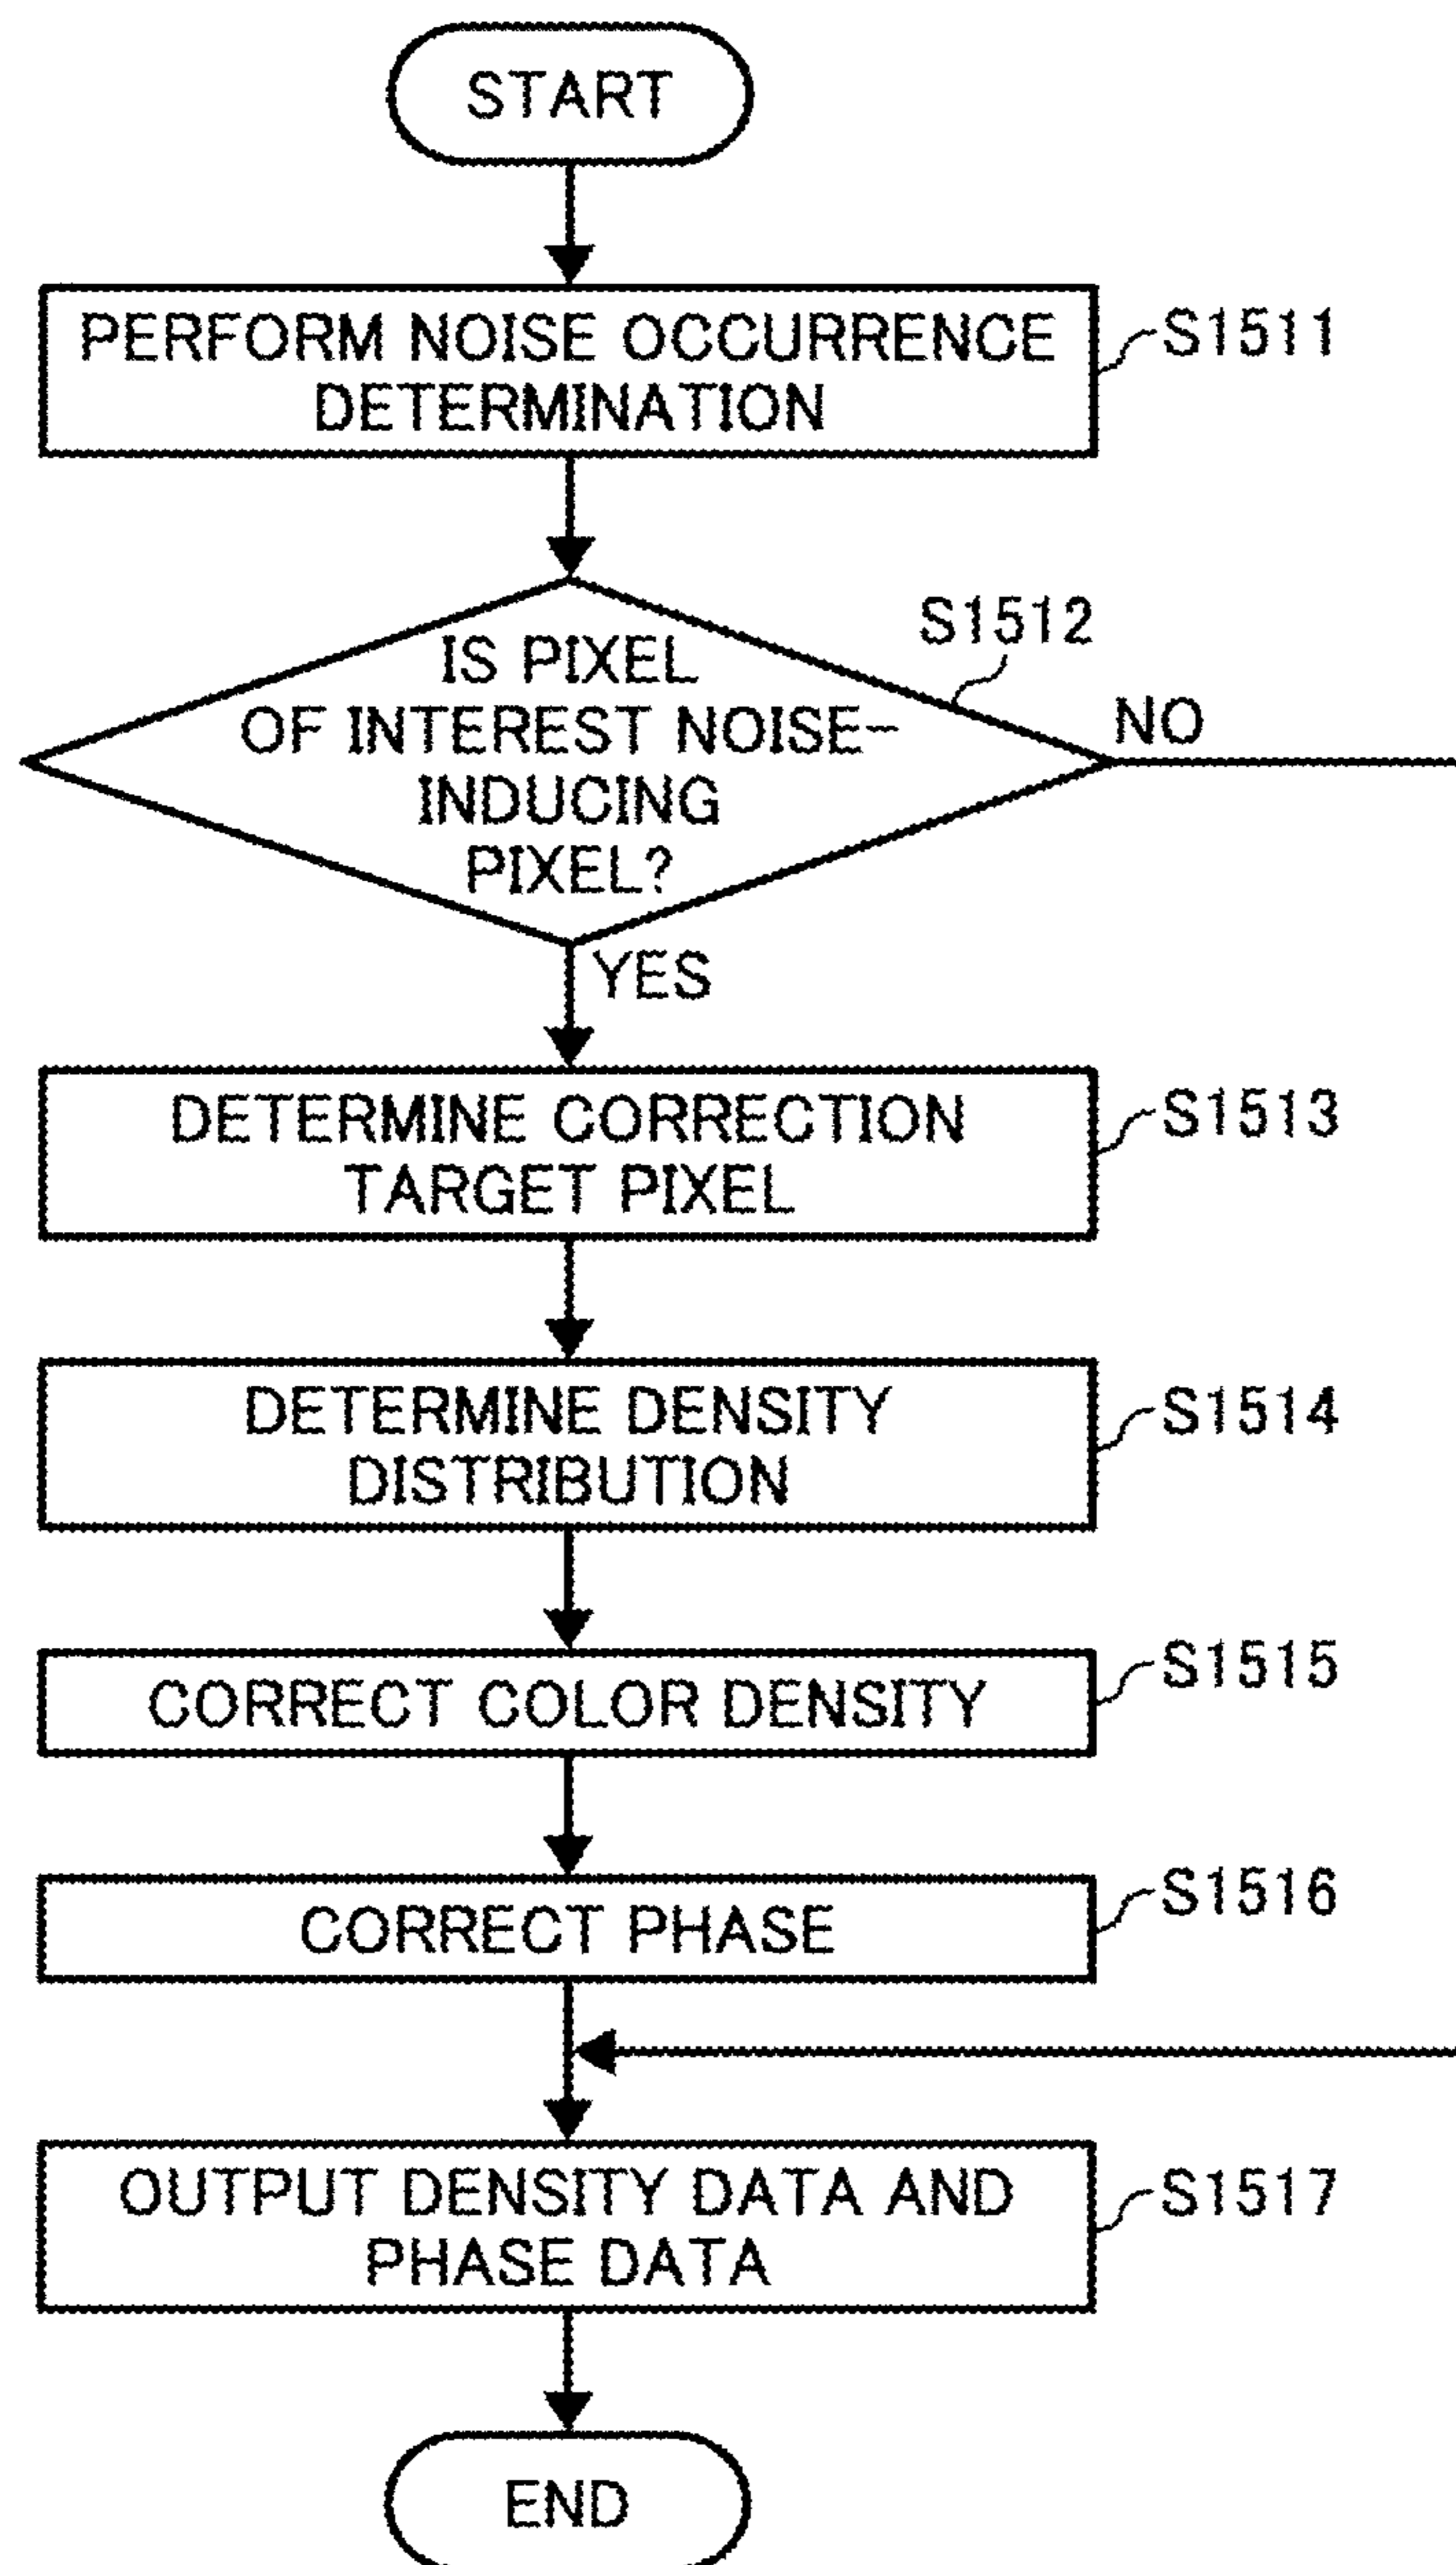 START
PERFORM NOISE OCCURRENCE
DETERMINATION
S1511
IS PIXEL
OF INTEREST NOISE-
INDUCING
PIXEL?
S1512
NO
YES
DETERMINE CORRECTION
TARGET PIXEL
S1513
DETERMINE DENSITY
DISTRIBUTION
S1514
CORRECT COLOR DENSITY
S1515
CORRECT PHASE
S1516
OUTPUT DENSITY DATA AND
PHASE DATA
S1517
END